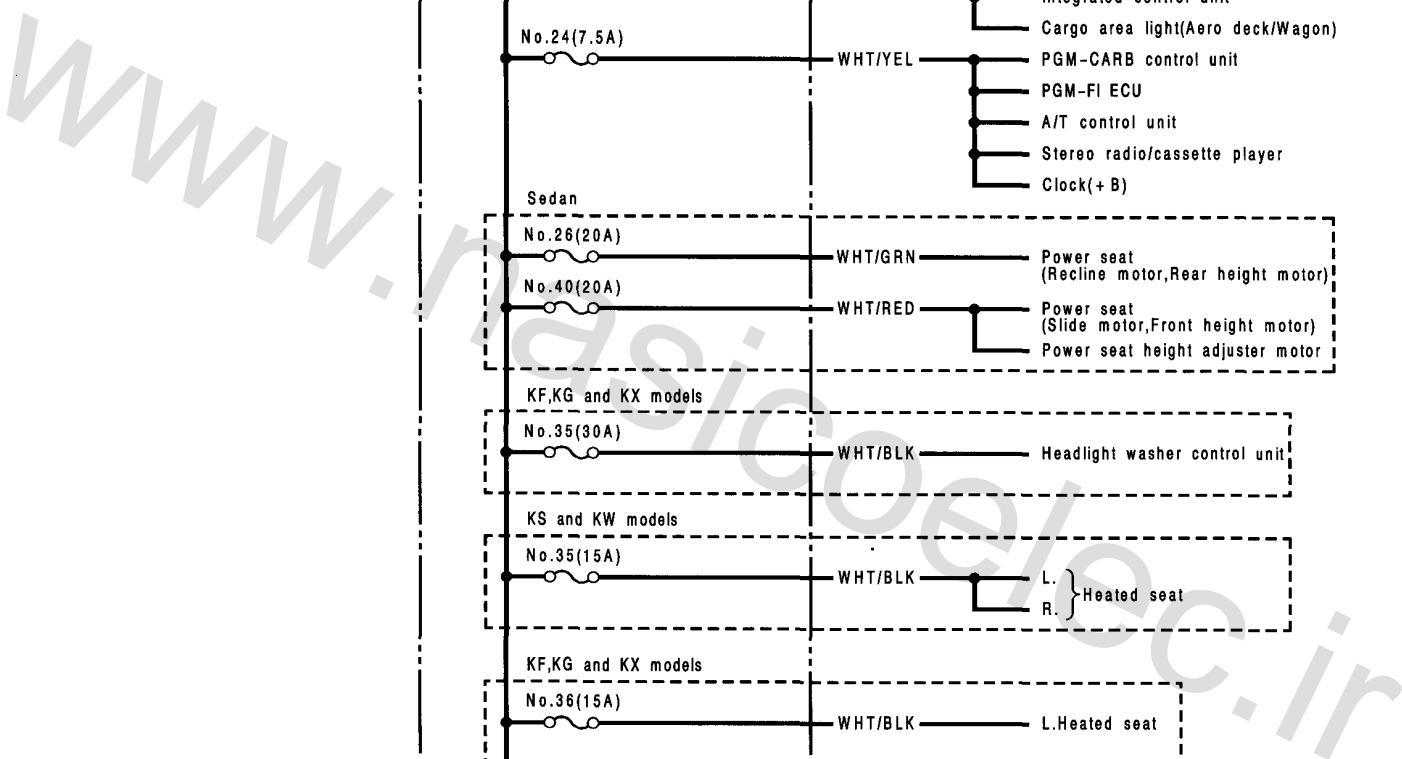 Integrated control unit
Cargo area light(Aero deck/Wagon)
No.24(7.5A)
WHT/YEL
PGM-CARB control unit
PGM-FI ECU
A/T control unit
Stereo radio/cassette player
Clock(+B)
Sedan
No.26(20A)
WHT/GRN
Power seat
(Recline motor,Rear height motor)
No.40(20A)
WHT/RED
Power seat
(Slide motor,Front height motor)
Power seat height adjuster motor
KF,KG and KX models
No.35(30A)
WHT/BLK
Headlight washer control unit
KS and KW models
No.35(15A)
WHT/BLK
L.
R.
Heated seat
KF,KG and KX models
No.36(15A)
WHT/BLK
L.Heated seat
www.nasicoelec.ir